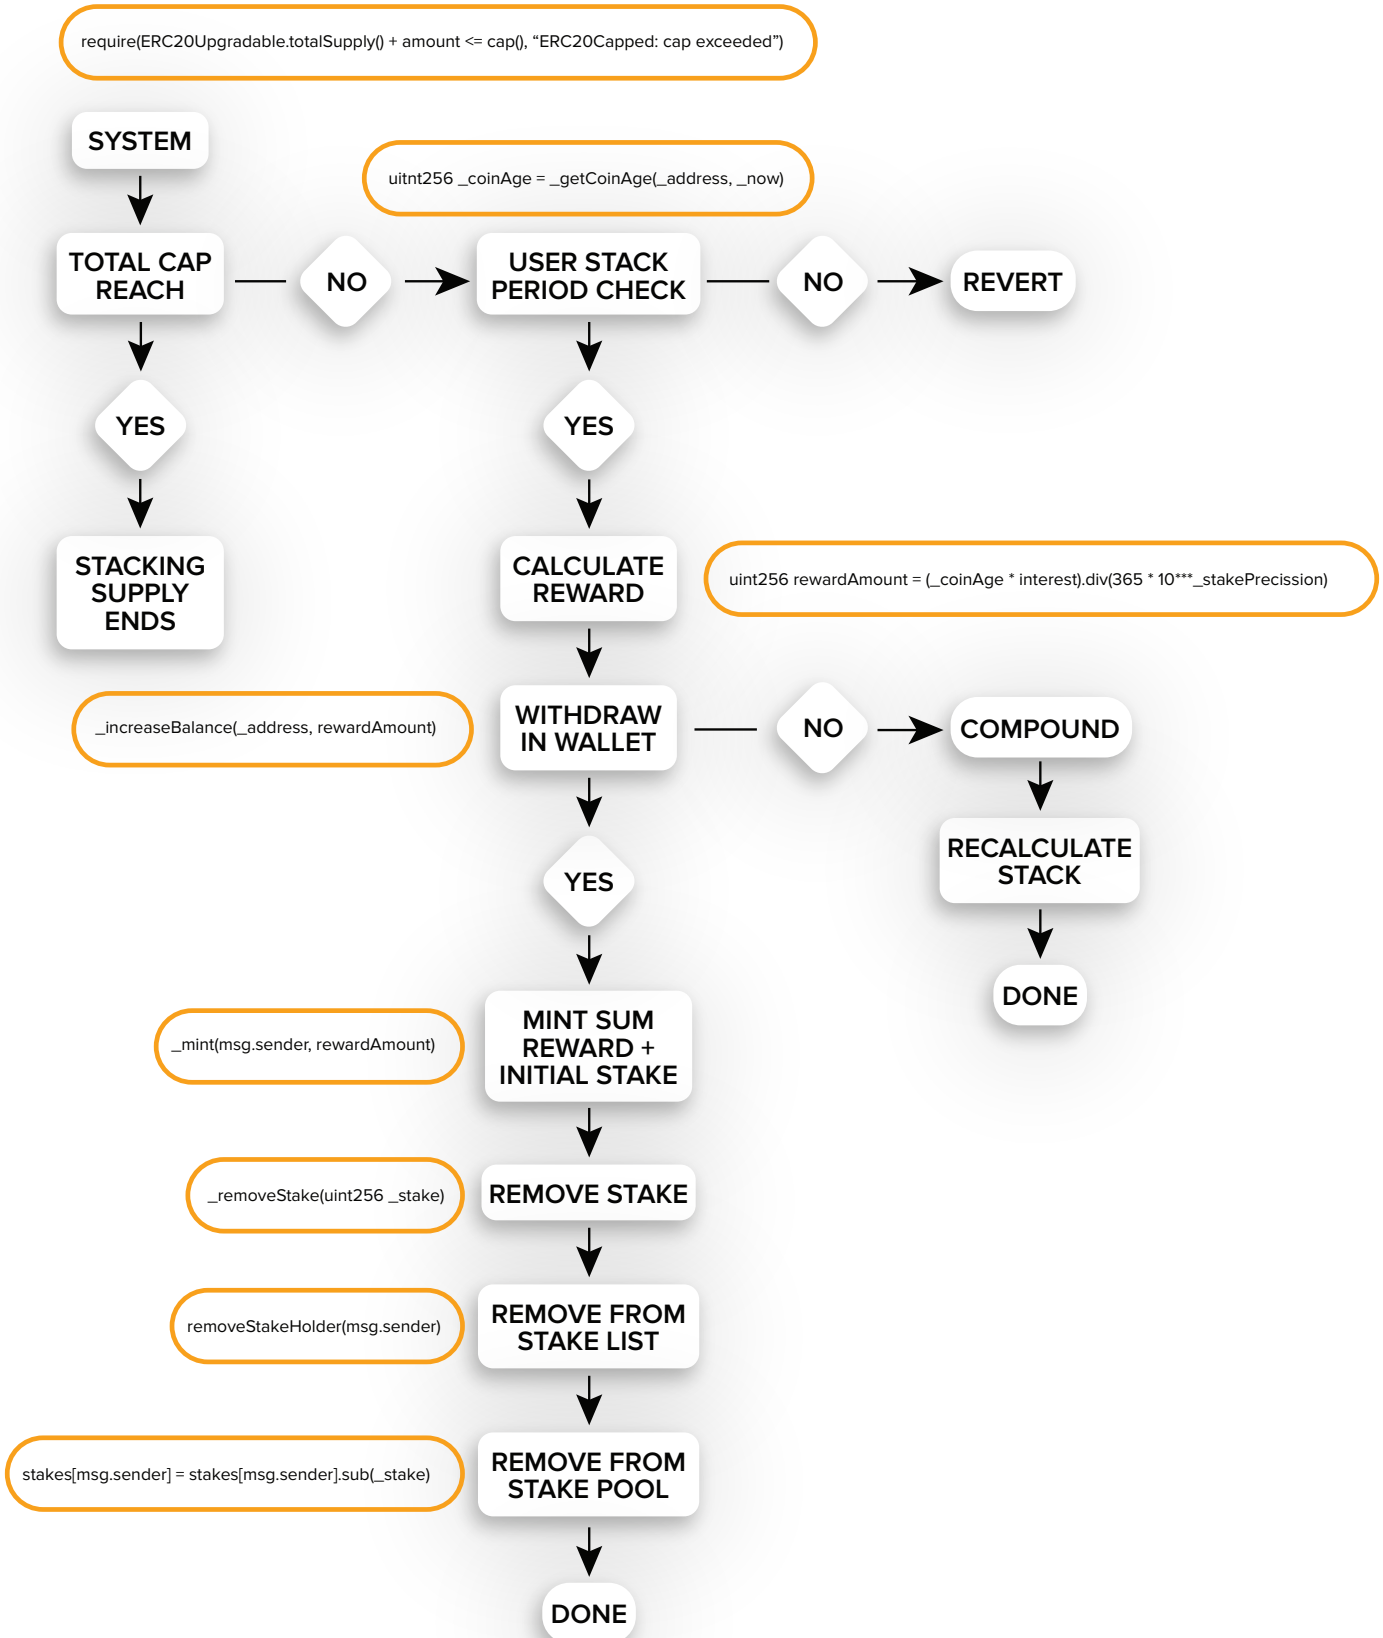 require(ERC20Upgradable.totalSupply() + amount <= cap(), “ERC20Capped: cap exceeded”)
SYSTEM
uitnt256 _coinAge = _getCoinAge(_address, _now)
TOTAL CAP
REACH
NO
USER STACK
PERIOD CHECK
NO
REVERT
YES
YES
STACKING
SUPPLY
ENDS
CALCULATE
REWARD
uint256 rewardAmount = (_coinAge * interest).div(365 * 10***_stakePrecission)
_increaseBalance(_address, rewardAmount)
WITHDRAW
IN WALLET
NO
COMPOUND
RECALCULATE
STACK
YES
DONE
_mint(msg.sender, rewardAmount)
MINT SUM
REWARD +
INITIAL STAKE
_removeStake(uint256 _stake)
REMOVE STAKE
removeStakeHolder(msg.sender)
REMOVE FROM
STAKE LIST
stakes[msg.sender] = stakes[msg.sender].sub(_stake)
REMOVE FROM
STAKE POOL
DONE